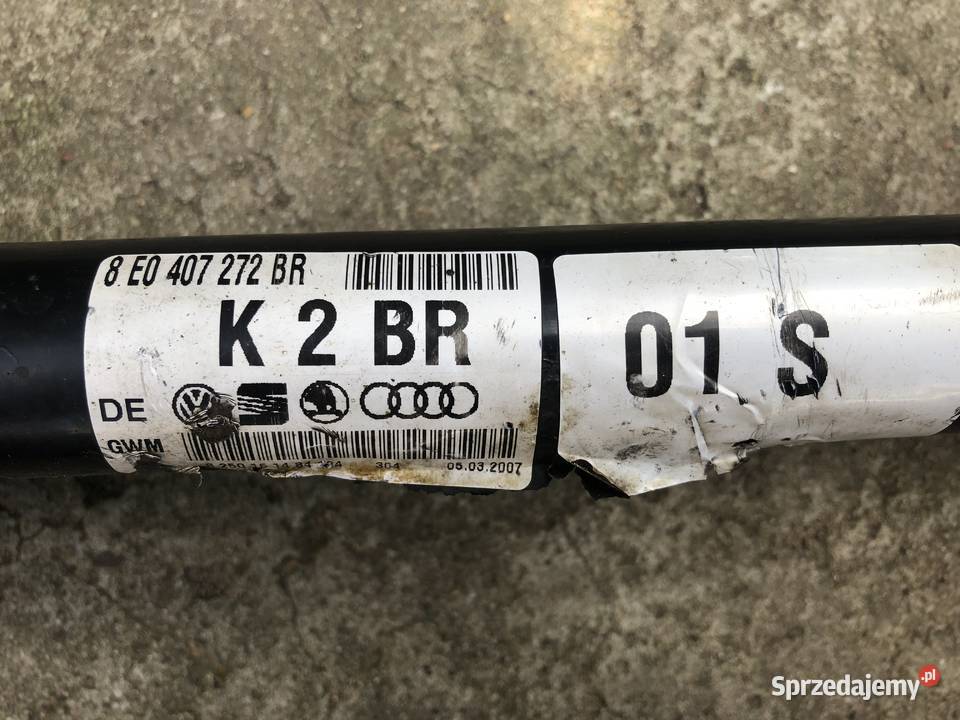 8 E0 407 272 BR
K 2 BR
DE
GWM
304 05.03.2007
01 S
Sprzedajemy.pl